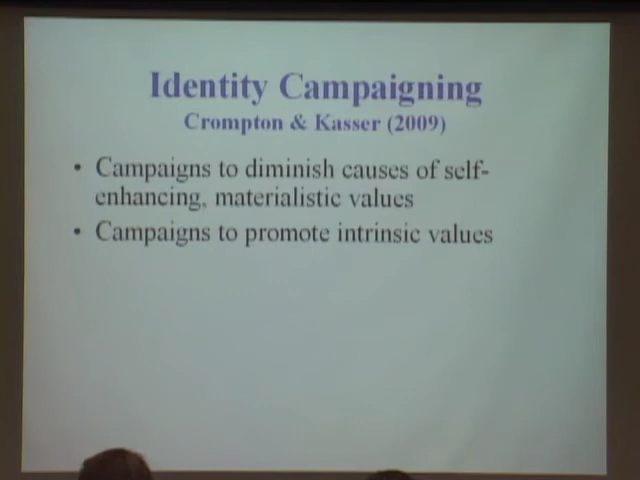 Identity Campaigning
Crompton & Kasser (2009)
• Campaigns to diminish causes of self-
enhancing, materialistic values
• Campaigns to promote intrinsic values